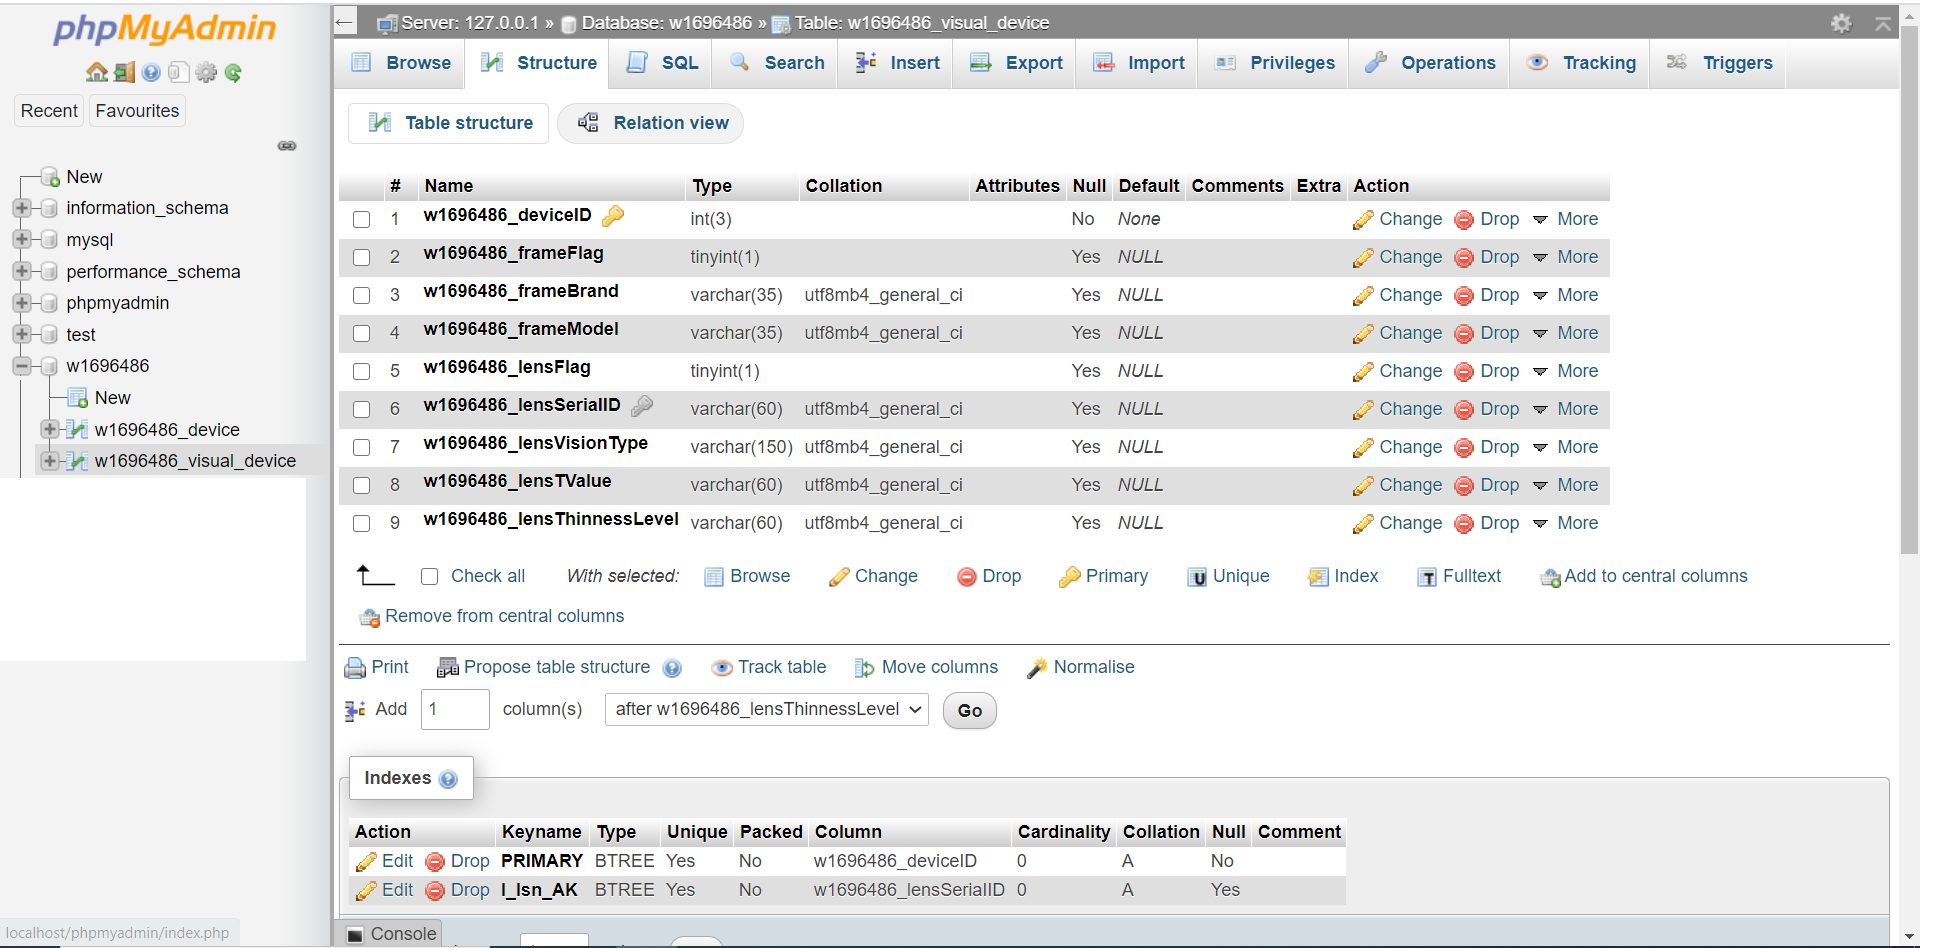 phpMyAdmin
Recent Favourites
New
information_schema
mysql
performance_schema
phpmyadmin
test
w1696486
New
w1696486_device
w1696486_visual_device
localhost/phpmyadmin/index.php
Server: 127.0.0.1 » Database: w1696486 » Table: w1696486_visual_device
Browse Structure SQL Search Insert Export Import Privileges Operations Tracking Triggers
Table structure Relation view
# Name Type Collation Attributes Null Default Comments Extra Action
1 w1696486_deviceID int(3) No None Change Drop More
2 w1696486_frameFlag tinyint(1) Yes NULL Change Drop More
3 w1696486_frameBrand varchar(35) utf8mb4_general_ci Yes NULL Change Drop More
4 w1696486_frameModel varchar(35) utf8mb4_general_ci Yes NULL Change Drop More
5 w1696486_lensFlag tinyint(1) Yes NULL Change Drop More
6 w1696486_lensSerialID varchar(60) utf8mb4_general_ci Yes NULL Change Drop More
7 w1696486_lensVisionType varchar(150) utf8mb4_general_ci Yes NULL Change Drop More
8 w1696486_lensTValue varchar(60) utf8mb4_general_ci Yes NULL Change Drop More
9 w1696486_lensThinnessLevel varchar(60) utf8mb4_general_ci Yes NULL Change Drop More
Check all With selected: Browse Change Drop Primary Unique Index Fulltext Add to central columns
Remove from central columns
Print Propose table structure Track table Move columns Normalise
Add 1 column(s) after w1696486_lensThinnessLevel Go
Indexes
Action Keyname Type Unique Packed Column Cardinality Collation Null Comment
Edit Drop PRIMARY BTREE Yes No w1696486_deviceID 0 A No
Edit Drop l_lsn_AK BTREE Yes No w1696486_lensSerialID 0 A Yes
Console